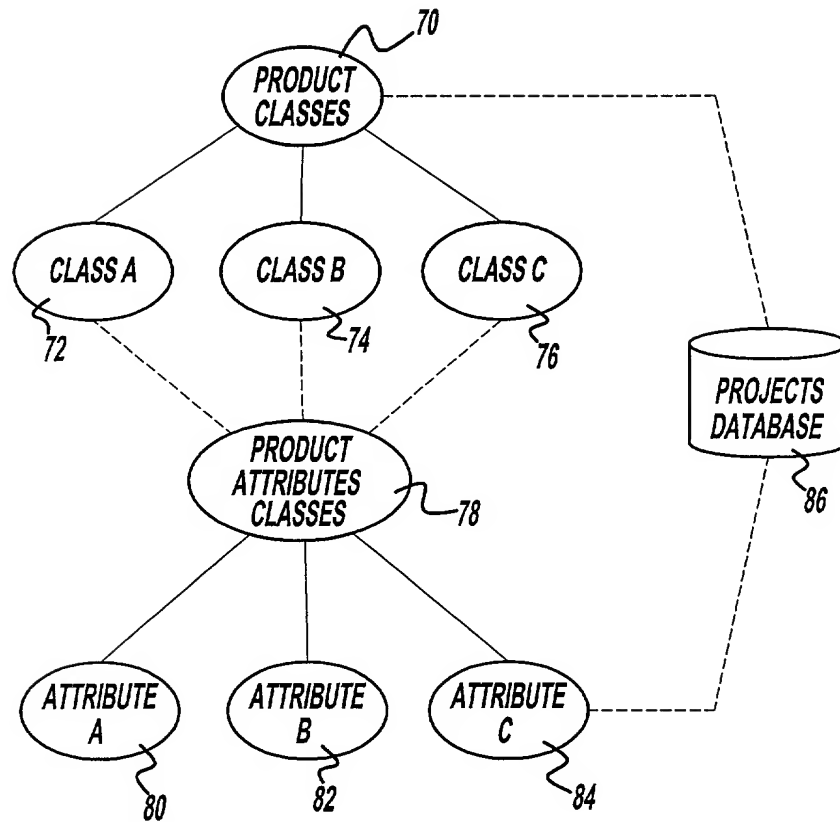 70
PRODUCT
CLASSES
CLASS A
CLASS B
CLASS C
72
74
76
PROJECTS
DATABASE
86
PRODUCT
ATTRIBUTES
CLASSES
78
ATTRIBUTE
A
ATTRIBUTE
B
ATTRIBUTE
C
80
82
84